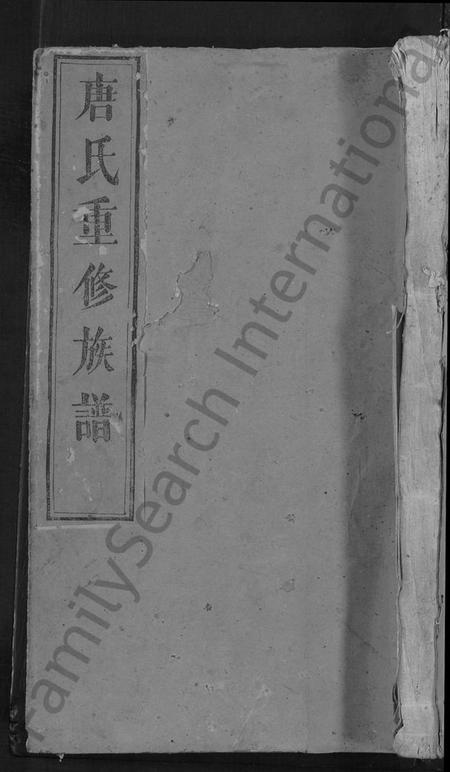 唐氏重修族譜
FamilySearch International